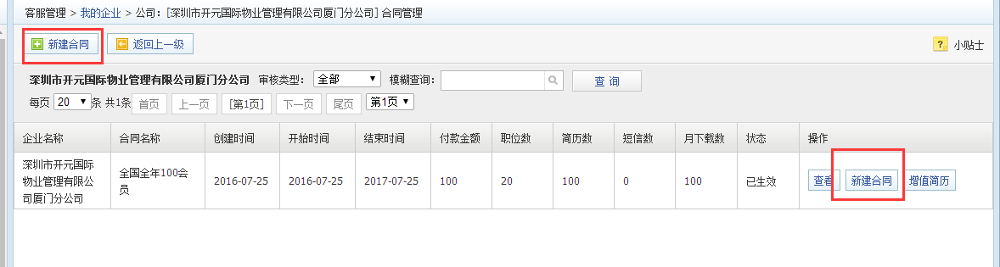 客服管理 > 我的企业 > 公司：[深圳市开元国际物业管理有限公司厦门分公司] 合同管理
新建合同 返回上一级 小贴士
深圳市开元国际物业管理有限公司厦门分公司 审核类型： 全部 模糊查询： 查 询
每页 20 条 共1条 首页 上一页 [第1页] 下一页 尾页 第1页
企业名称 合同名称 创建时间 开始时间 结束时间 付款金额 职位数 简历数 短信数 月下载数 状态 操作
深圳市开元国际
物业管理有限公
司厦门分公司
全国全年100会
员
2016-07-25 2016-07-25 2017-07-25 100 20 100 0 100 已生效 查看 新建合同 增值简历